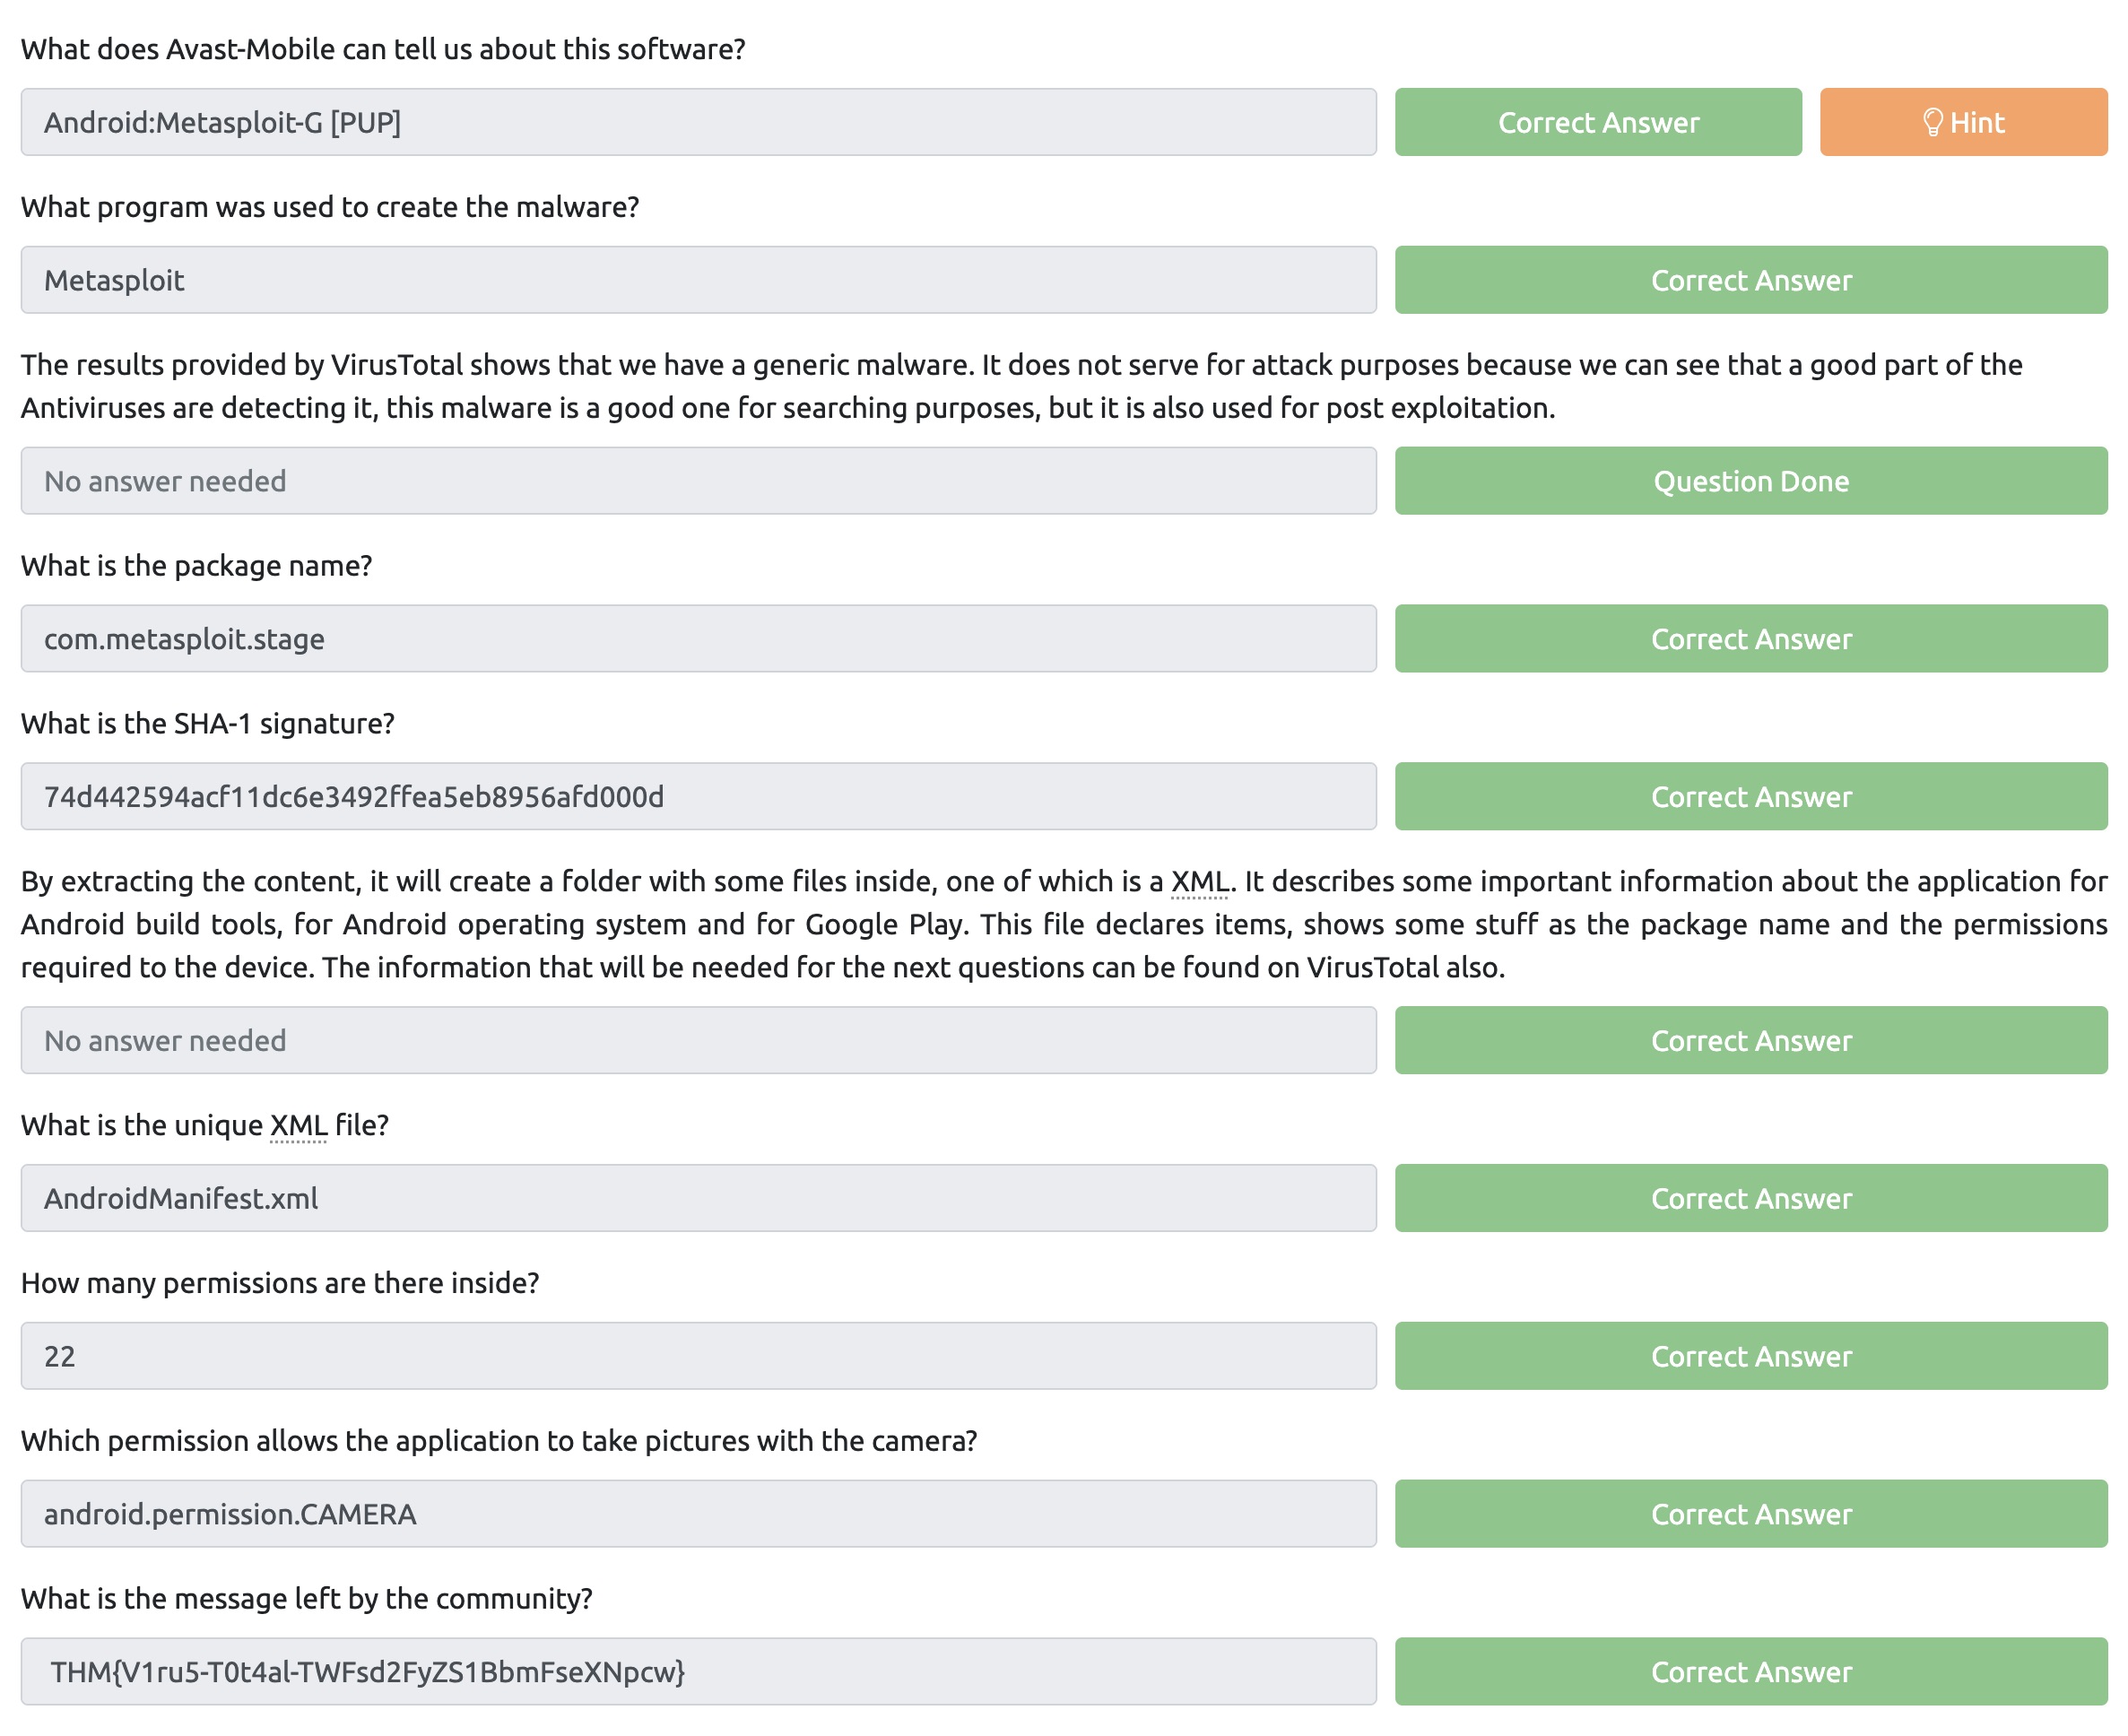 What does Avast-Mobile can tell us about this software?
Android:Metasploit-G [PUP]
Correct Answer
Hint
What program was used to create the malware?
Metasploit
Correct Answer
The results provided by VirusTotal shows that we have a generic malware. It does not serve for attack purposes because we can see that a good part of the
Antiviruses are detecting it, this malware is a good one for searching purposes, but it is also used for post exploitation.
No answer needed
Question Done
What is the package name?
com.metasploit.stage
Correct Answer
What is the SHA-1 signature?
74d442594acf11dc6e3492ffea5eb8956afd000d
Correct Answer
By extracting the content, it will create a folder with some files inside, one of which is a XML. It describes some important information about the application for
Android build tools, for Android operating system and for Google Play. This file declares items, shows some stuff as the package name and the permissions
required to the device. The information that will be needed for the next questions can be found on VirusTotal also.
No answer needed
Correct Answer
What is the unique XML file?
AndroidManifest.xml
Correct Answer
How many permissions are there inside?
22
Correct Answer
Which permission allows the application to take pictures with the camera?
android.permission.CAMERA
Correct Answer
What is the message left by the community?
THM{V1ru5-T0t4al-TWFsd2FyZS1BbmFseXNpcw}
Correct Answer